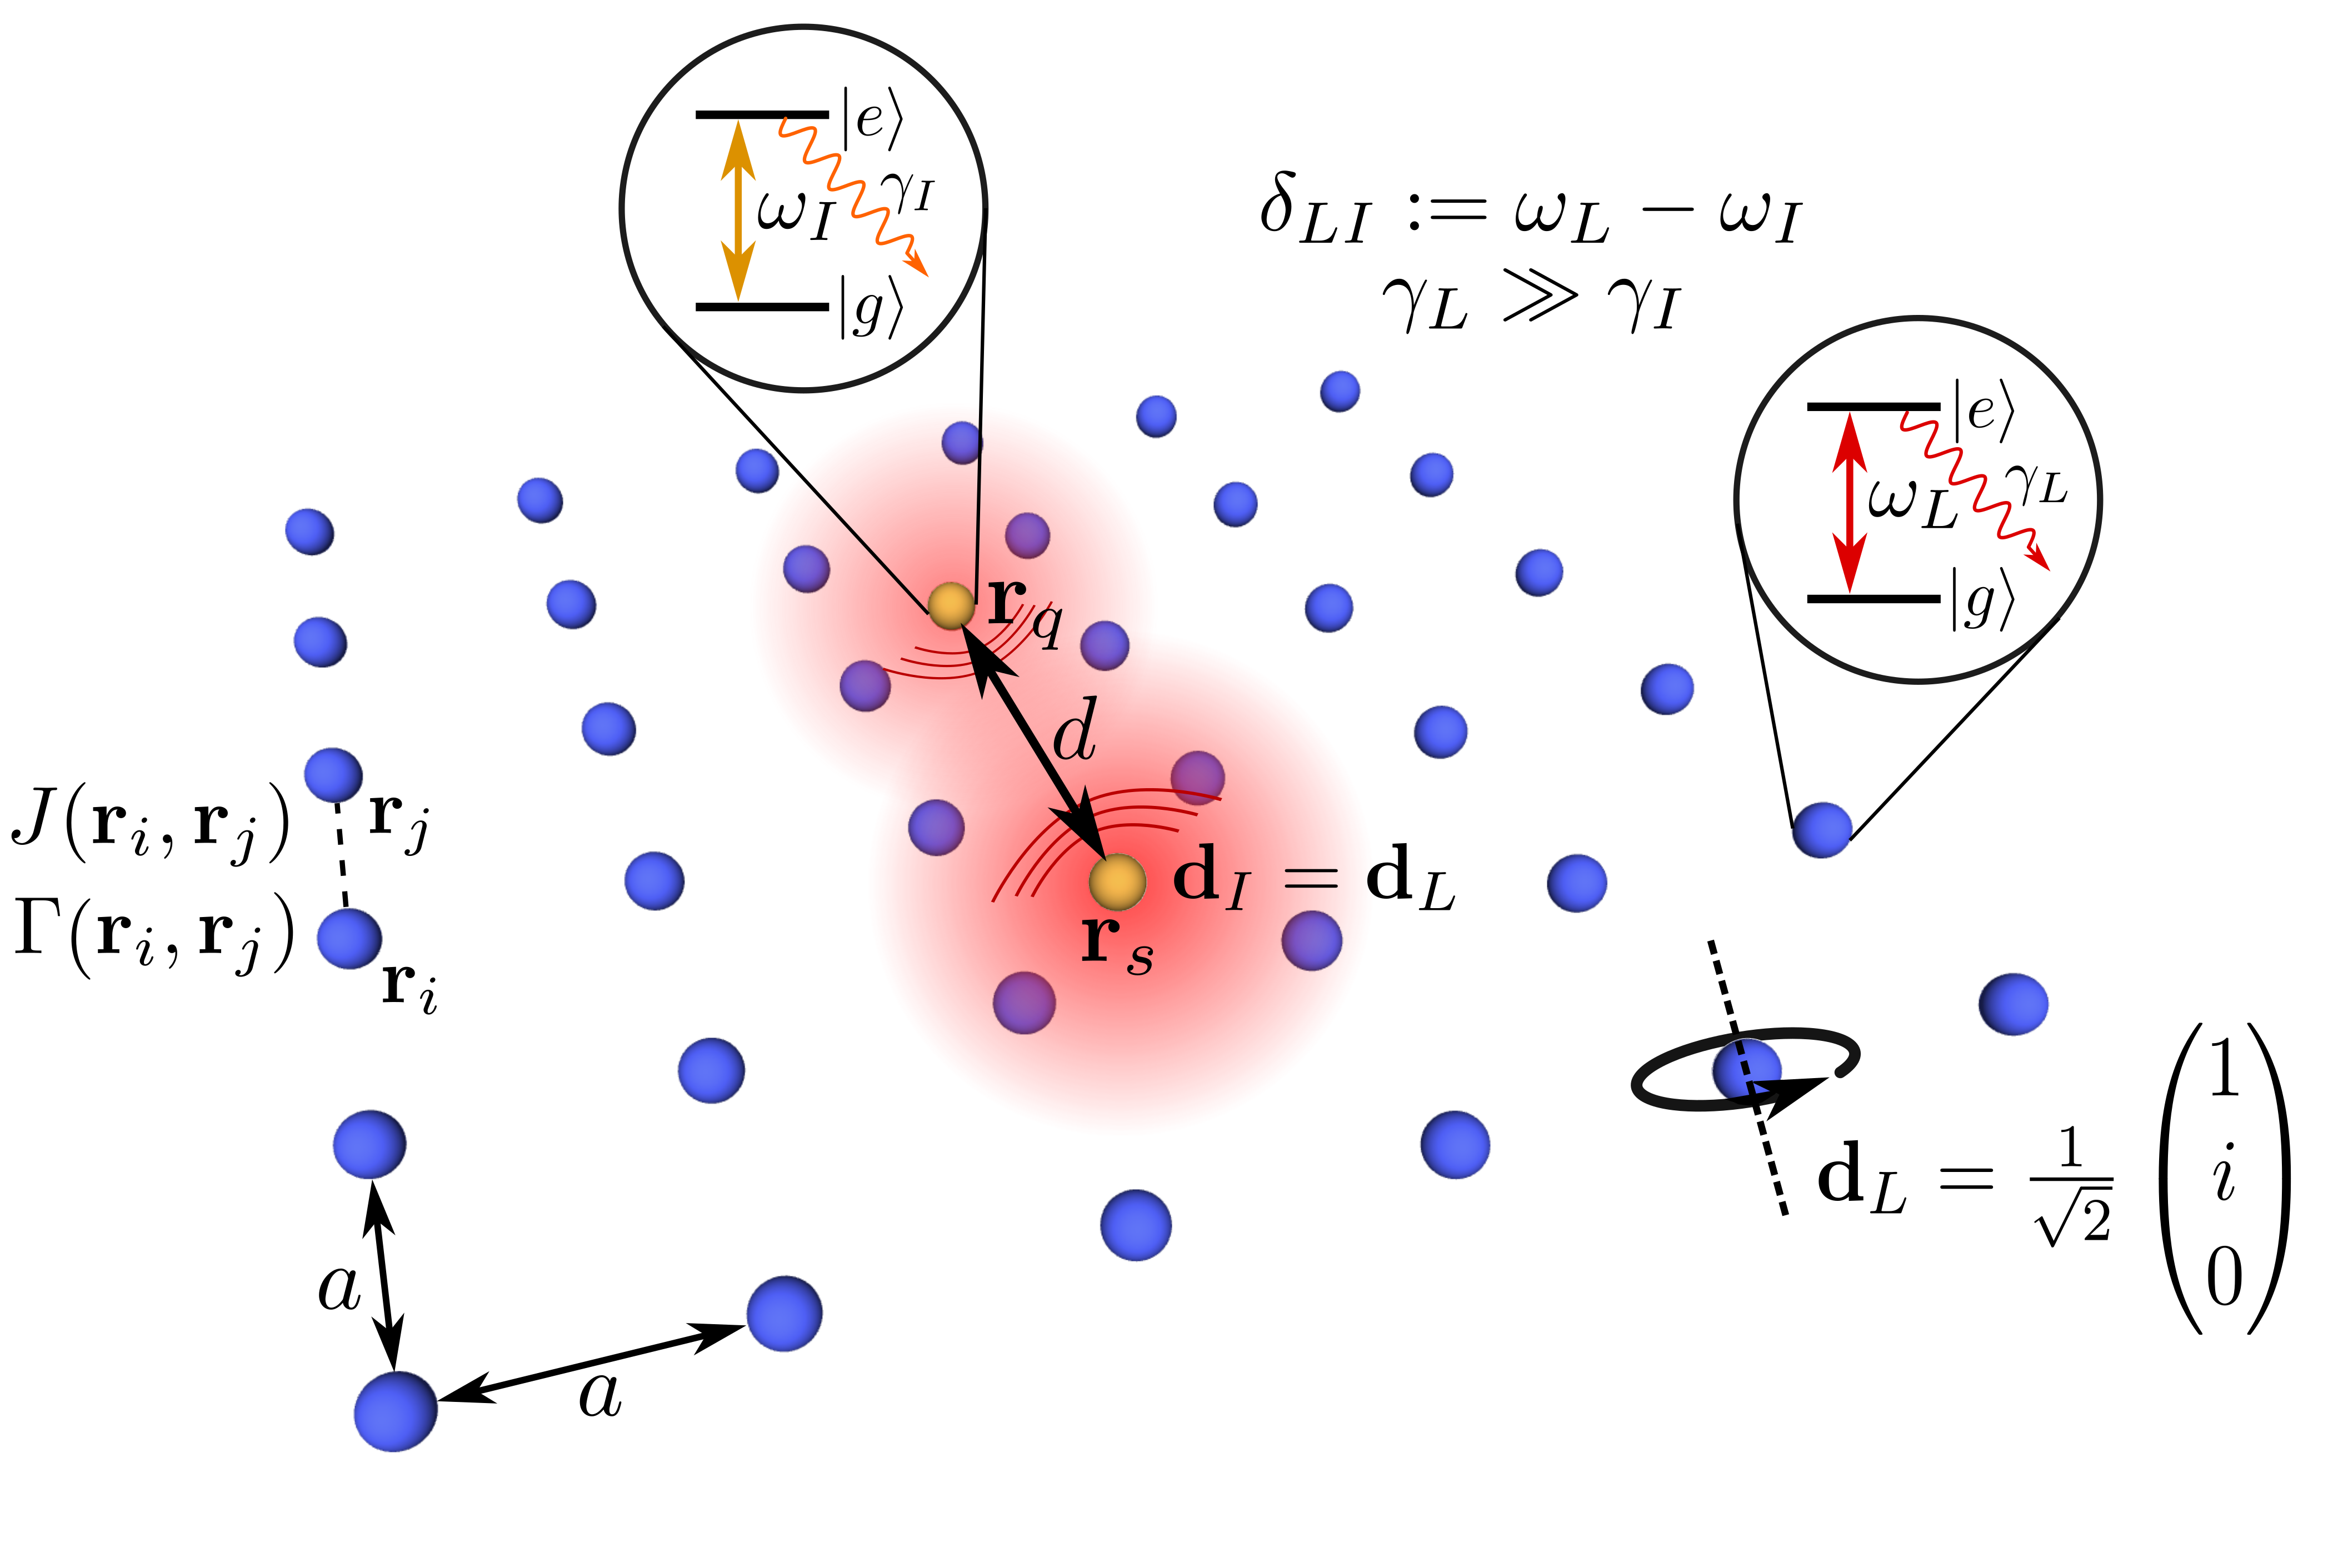 |e⟩
γ_I
ω_I
|g⟩
δ_{LI} := ω_L − ω_I
γ_L ≫ γ_I
|e⟩
γ_L
ω_L
|g⟩
r_q
d
J(r_i, r_j)
r_j
Γ(r_i, r_j)
r_i
d_I = d_L
r_s
d_L = 1/√2 (1 i 0)
a
a